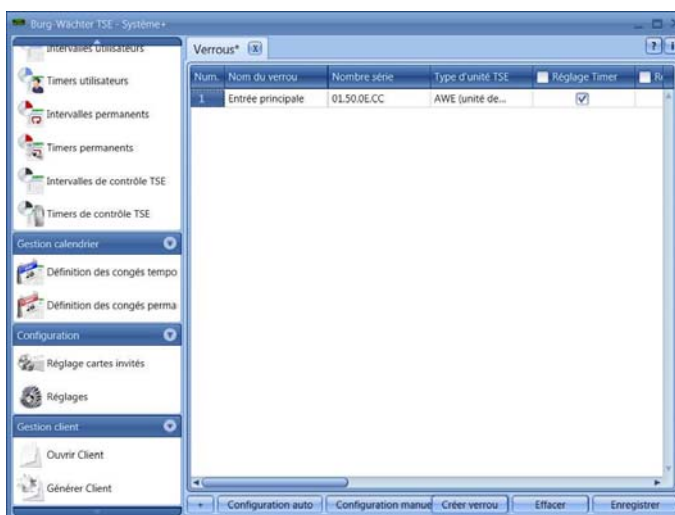 Burg-Wächter TSE - Système+
Intervalles utilisateurs
Timers utilisateurs
Intervalles permanents
Timers permanents
Intervalles de contrôle TSE
Timers de contrôle TSE
Gestion calendrier
Définition des congés tempo
Définition des congés perma
Configuration
Réglage cartes invités
Réglages
Gestion client
Ouvrir Client
Générer Client
Verrous*
Num. Nom du verrou Nombre série Type d'unité TSE Réglage Timer
1 Entrée principale 01.50.0E.CC AWE (unité de...
+ Configuration auto Configuration manue Créer verrou Effacer Enregistrer